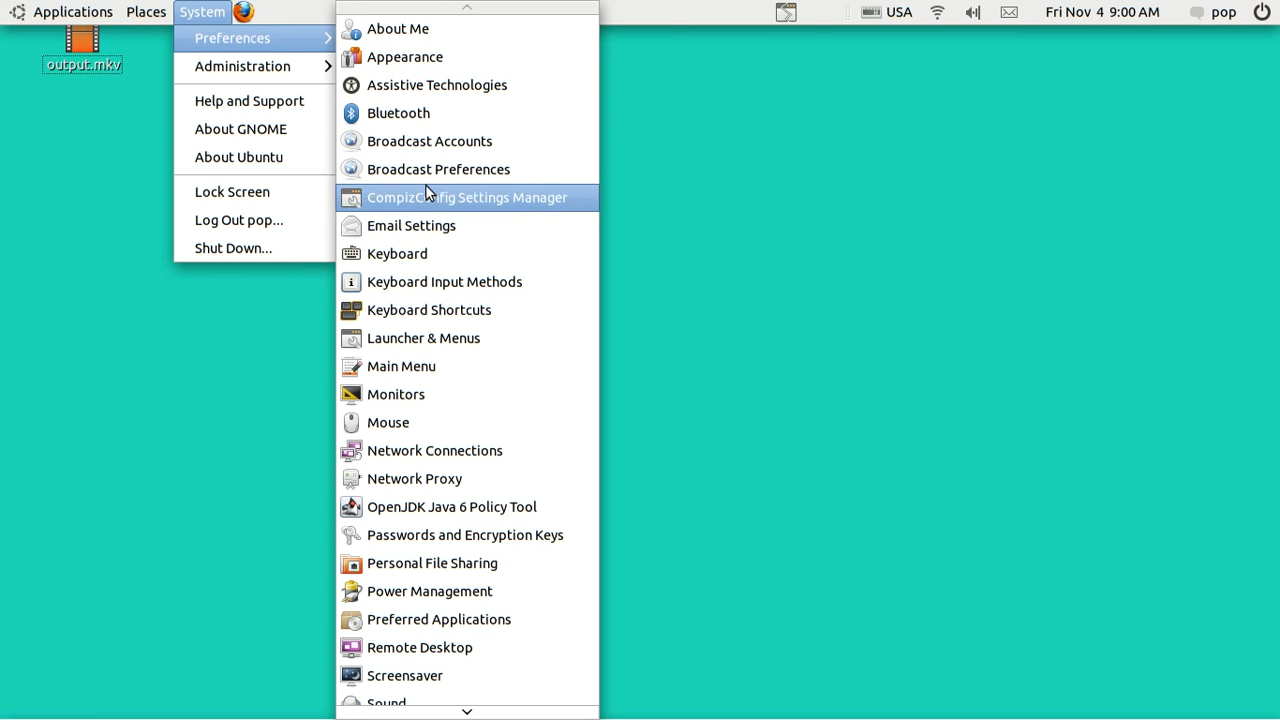 Applications Places System USA Fri Nov 4 9:00 AM pop
output.mkv
Preferences
Administration
Help and Support
About GNOME
About Ubuntu
Lock Screen
Log Out pop...
Shut Down...
About Me
Appearance
Assistive Technologies
Bluetooth
Broadcast Accounts
Broadcast Preferences
CompizConfig Settings Manager
Email Settings
Keyboard
Keyboard Input Methods
Keyboard Shortcuts
Launcher & Menus
Main Menu
Monitors
Mouse
Network Connections
Network Proxy
OpenJDK Java 6 Policy Tool
Passwords and Encryption Keys
Personal File Sharing
Power Management
Preferred Applications
Remote Desktop
Screensaver
Sound